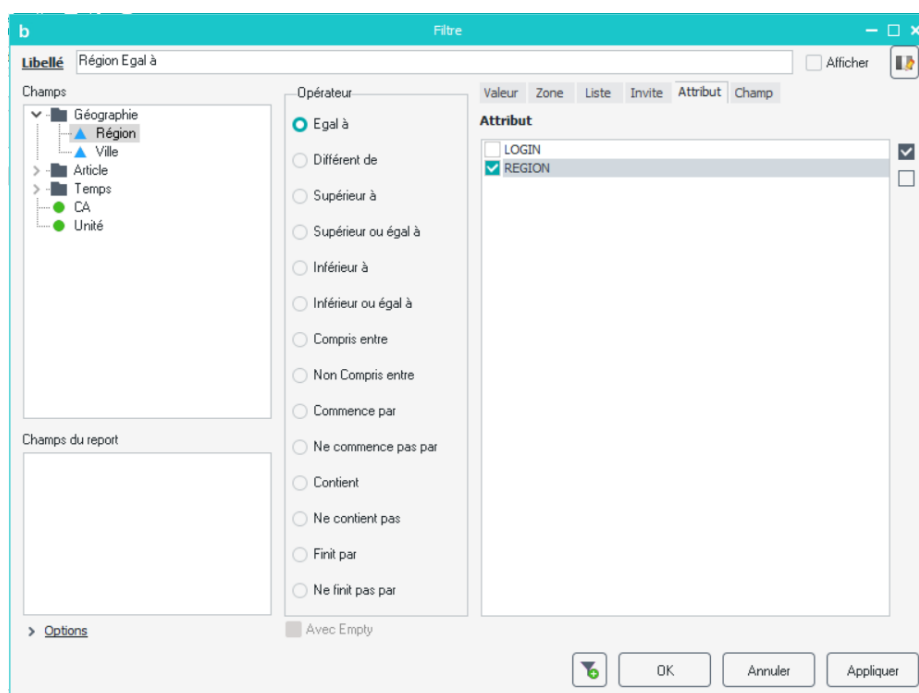 b
Filtre
Libellé
Région Egal à
Afficher
Champs
Géographie
Région
Ville
Article
Temps
CA
Unité
Champs du report
Options
Opérateur
Egal à
Différent de
Supérieur à
Supérieur ou égal à
Inférieur à
Inférieur ou égal à
Compris entre
Non Compris entre
Commence par
Ne commence pas par
Contient
Ne contient pas
Finit par
Ne finit pas par
Avec Empty
Valeur Zone Liste Invite Attribut Champ
Attribut
LOGIN
REGION
OK Annuler Appliquer